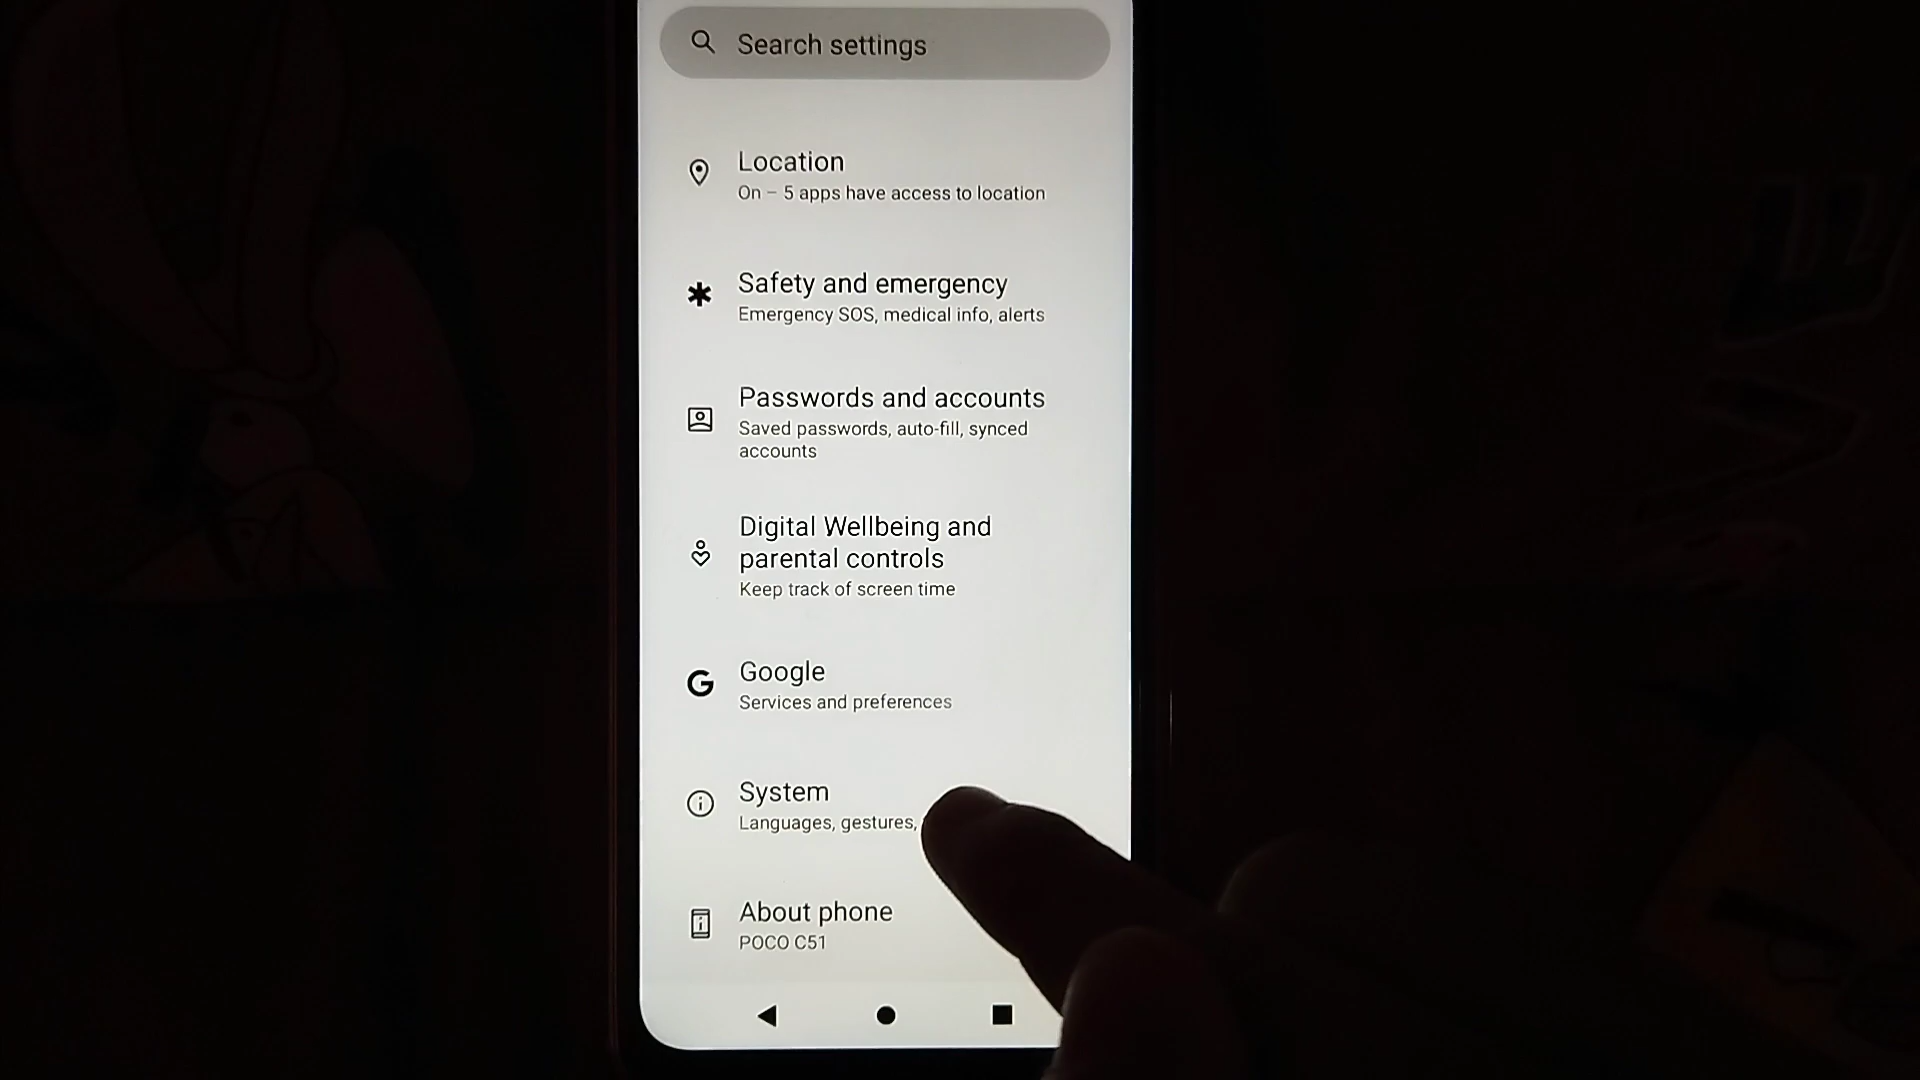 Search settings
Location
On – 5 apps have access to location
Safety and emergency
Emergency SOS, medical info, alerts
Passwords and accounts
Saved passwords, auto-fill, synced
accounts
Digital Wellbeing and
parental controls
Keep track of screen time
Google
Services and preferences
System
Languages, gestures,
About phone
POCO C51